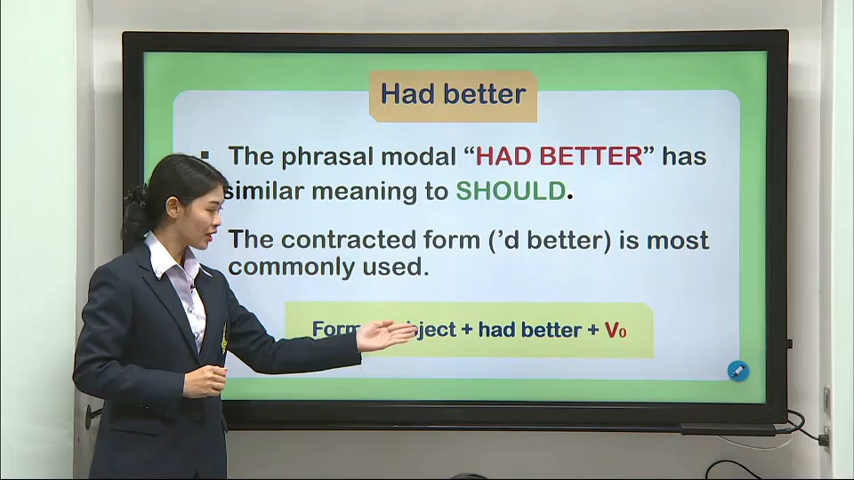 Had better
▪ The phrasal modal “HAD BETTER” has
similar meaning to SHOULD.
The contracted form (’d better) is most
commonly used.
+ had better + V₀